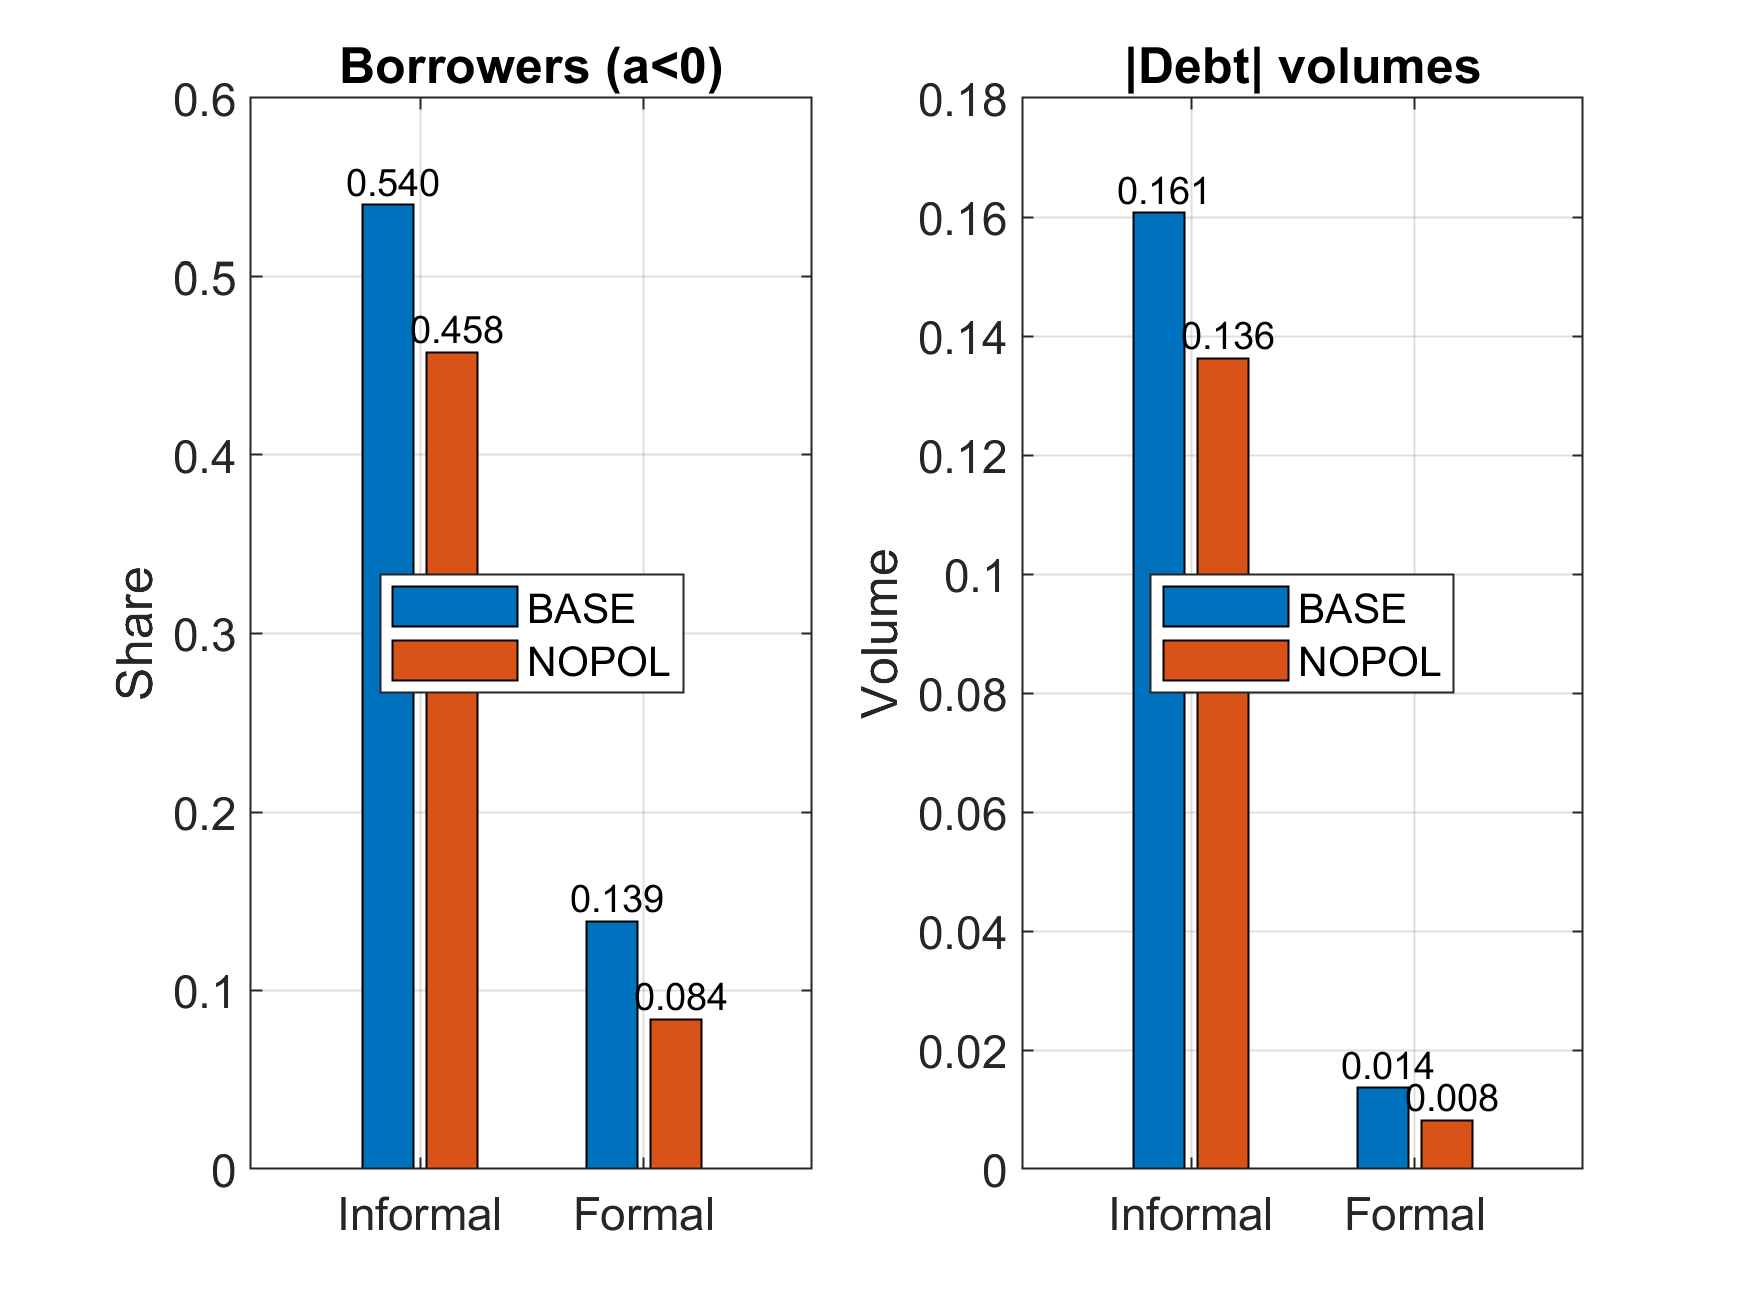 Borrowers (a<0)
0.6
0.5
0.4
0.3
0.2
0.1
0
Share
0.540
0.458
0.139
0.084
BASE
NOPOL
Informal
Formal
|Debt| volumes
0.18
0.16
0.14
0.12
0.1
0.08
0.06
0.04
0.02
0
Volume
0.161
0.136
0.014
0.008
BASE
NOPOL
Informal
Formal